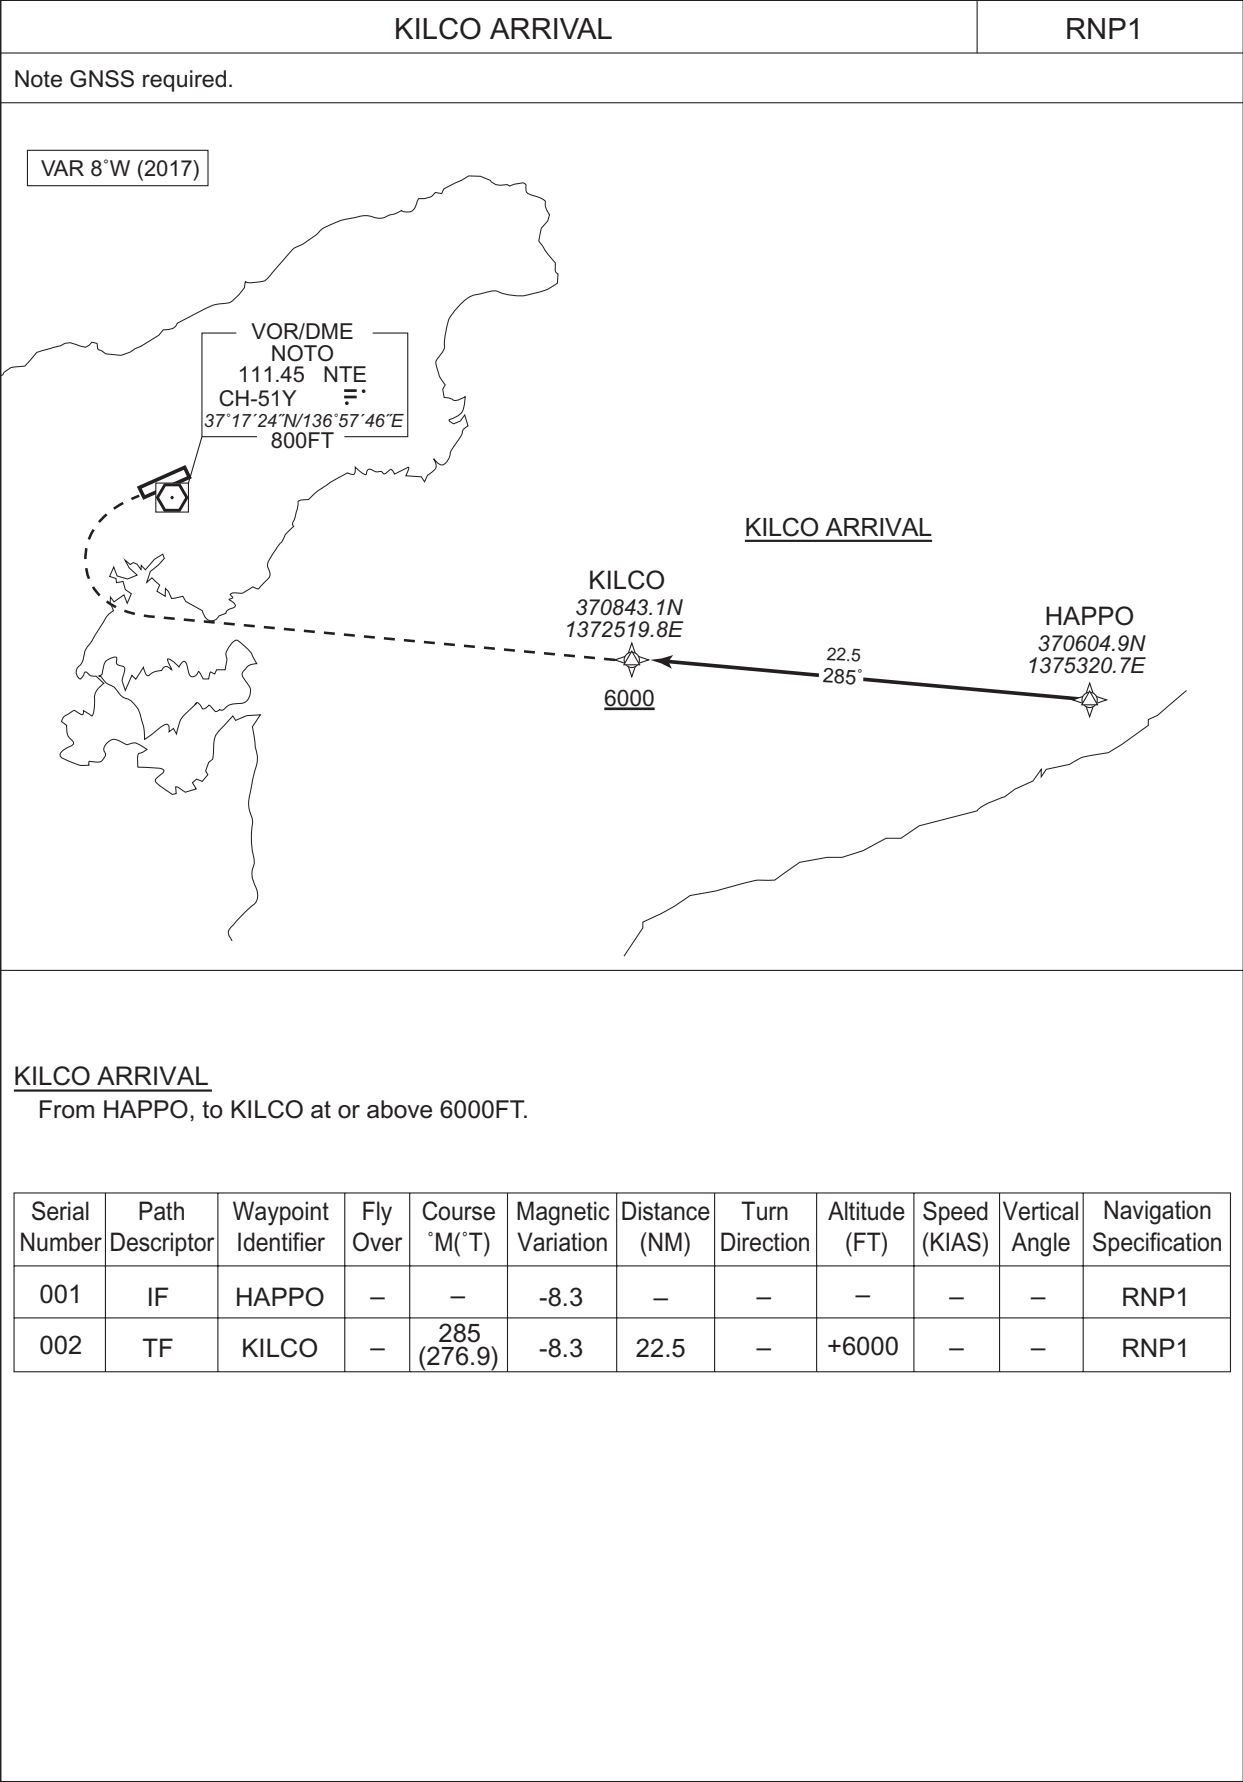 KILCO ARRIVAL
RNP1
Note GNSS required.
VAR 8˚W (2017)
VOR/DME
NOTO
111.45 NTE
CH-51Y
37˚17´24˝N/136˚57´46˝E
800FT
KILCO ARRIVAL
KILCO
370843.1N
1372519.8E
6000
22.5
285˚
HAPPO
370604.9N
1375320.7E
KILCO ARRIVAL
From HAPPO, to KILCO at or above 6000FT.
Serial Path Waypoint Fly Course Magnetic Distance Turn Altitude Speed Vertical Navigation
Number Descriptor Identifier Over ˚M(˚T) Variation (NM) Direction (FT) (KIAS) Angle Specification
001 IF HAPPO – – -8.3 – – – – – RNP1
002 TF KILCO – 285 (276.9) -8.3 22.5 – +6000 – – RNP1